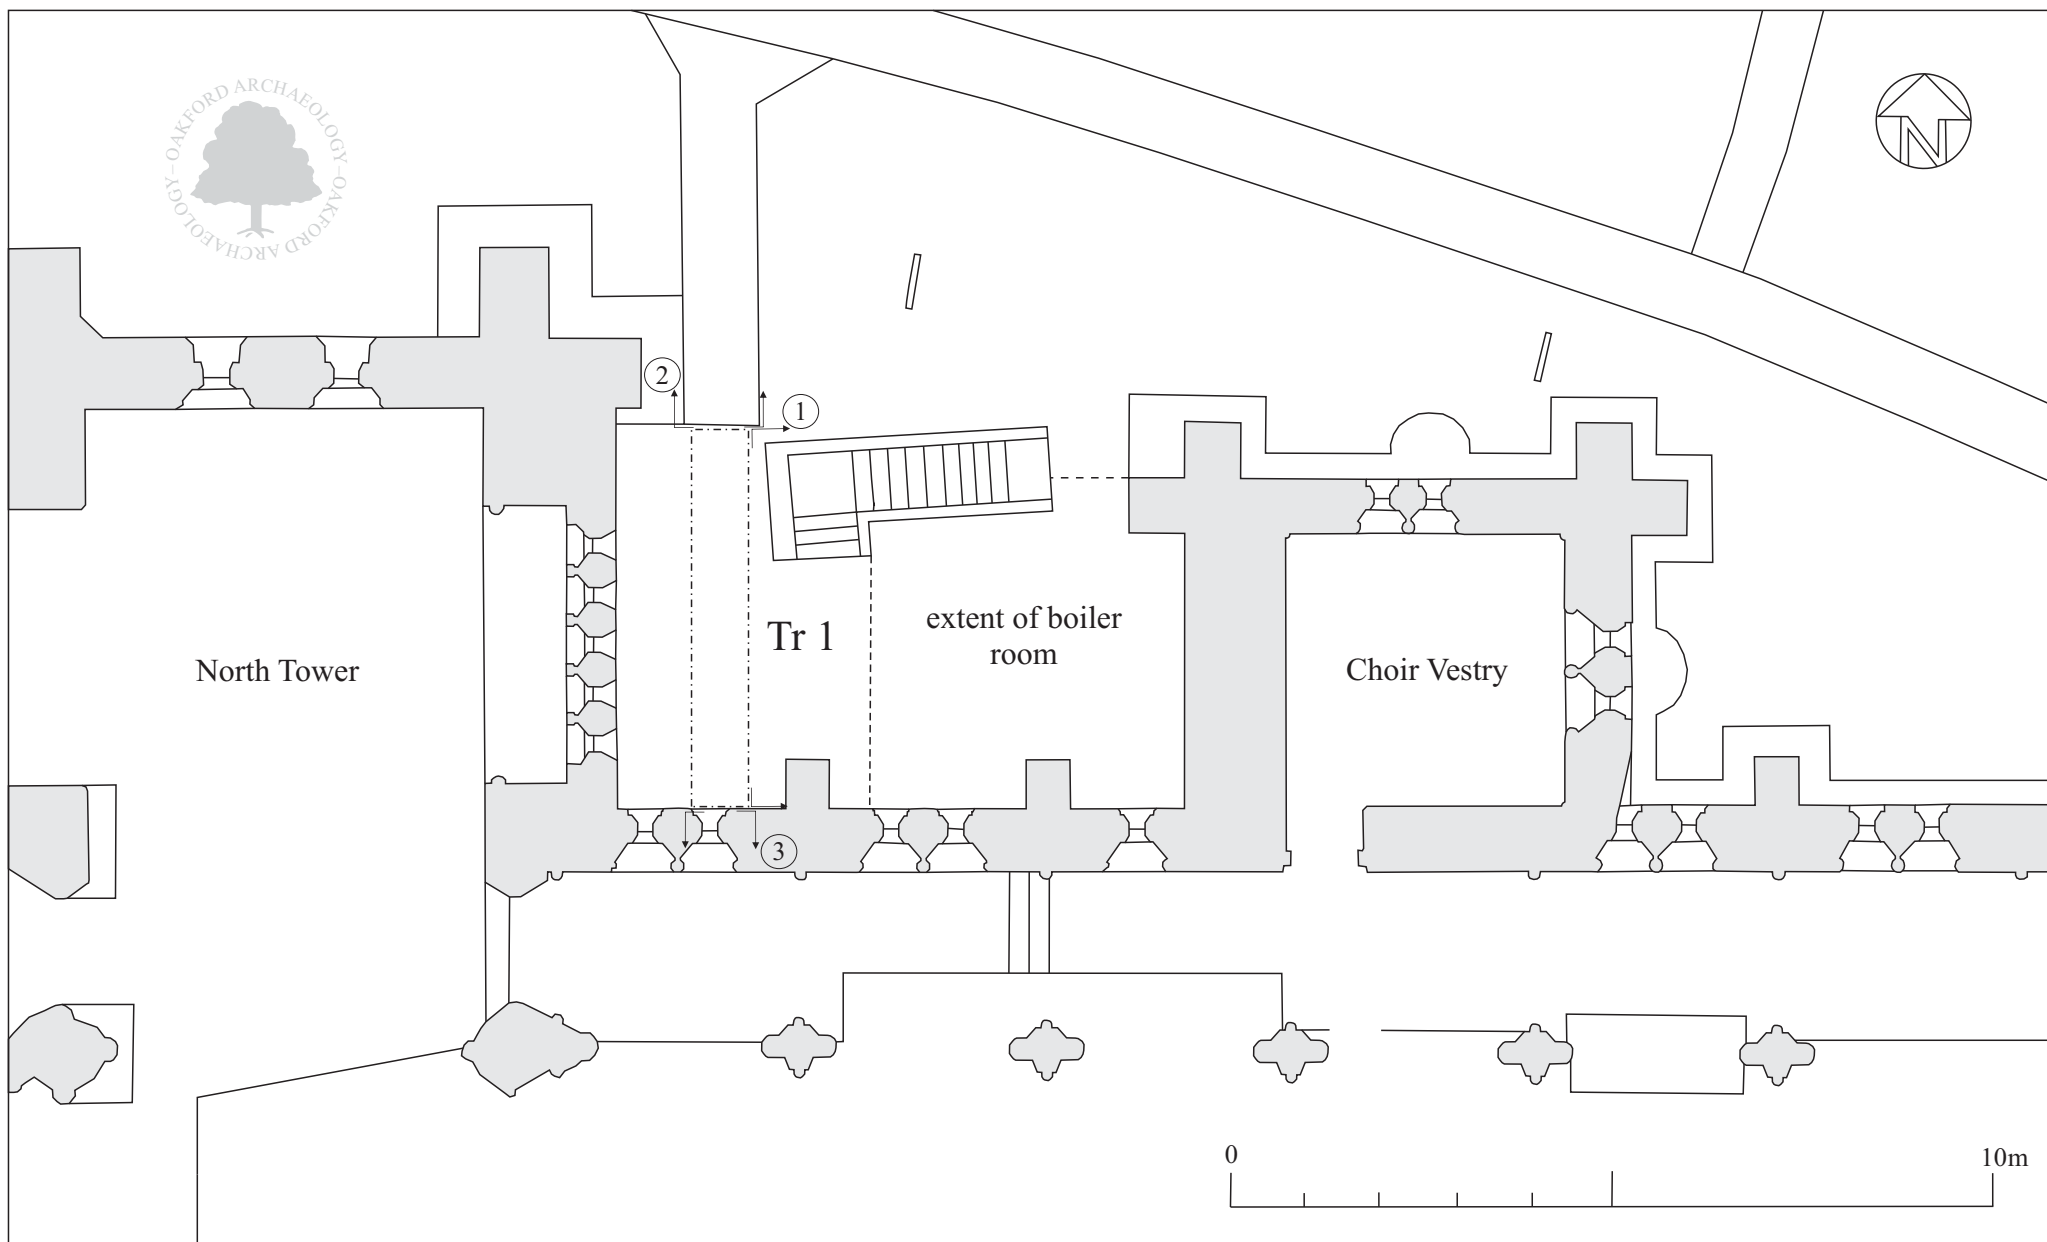 OAKFORD ARCHAEOLOGY–OAKFORD ARCHAEOLOGY–
N
2
1
Tr 1
extent of boiler
room
North Tower
Choir Vestry
3
0
10m